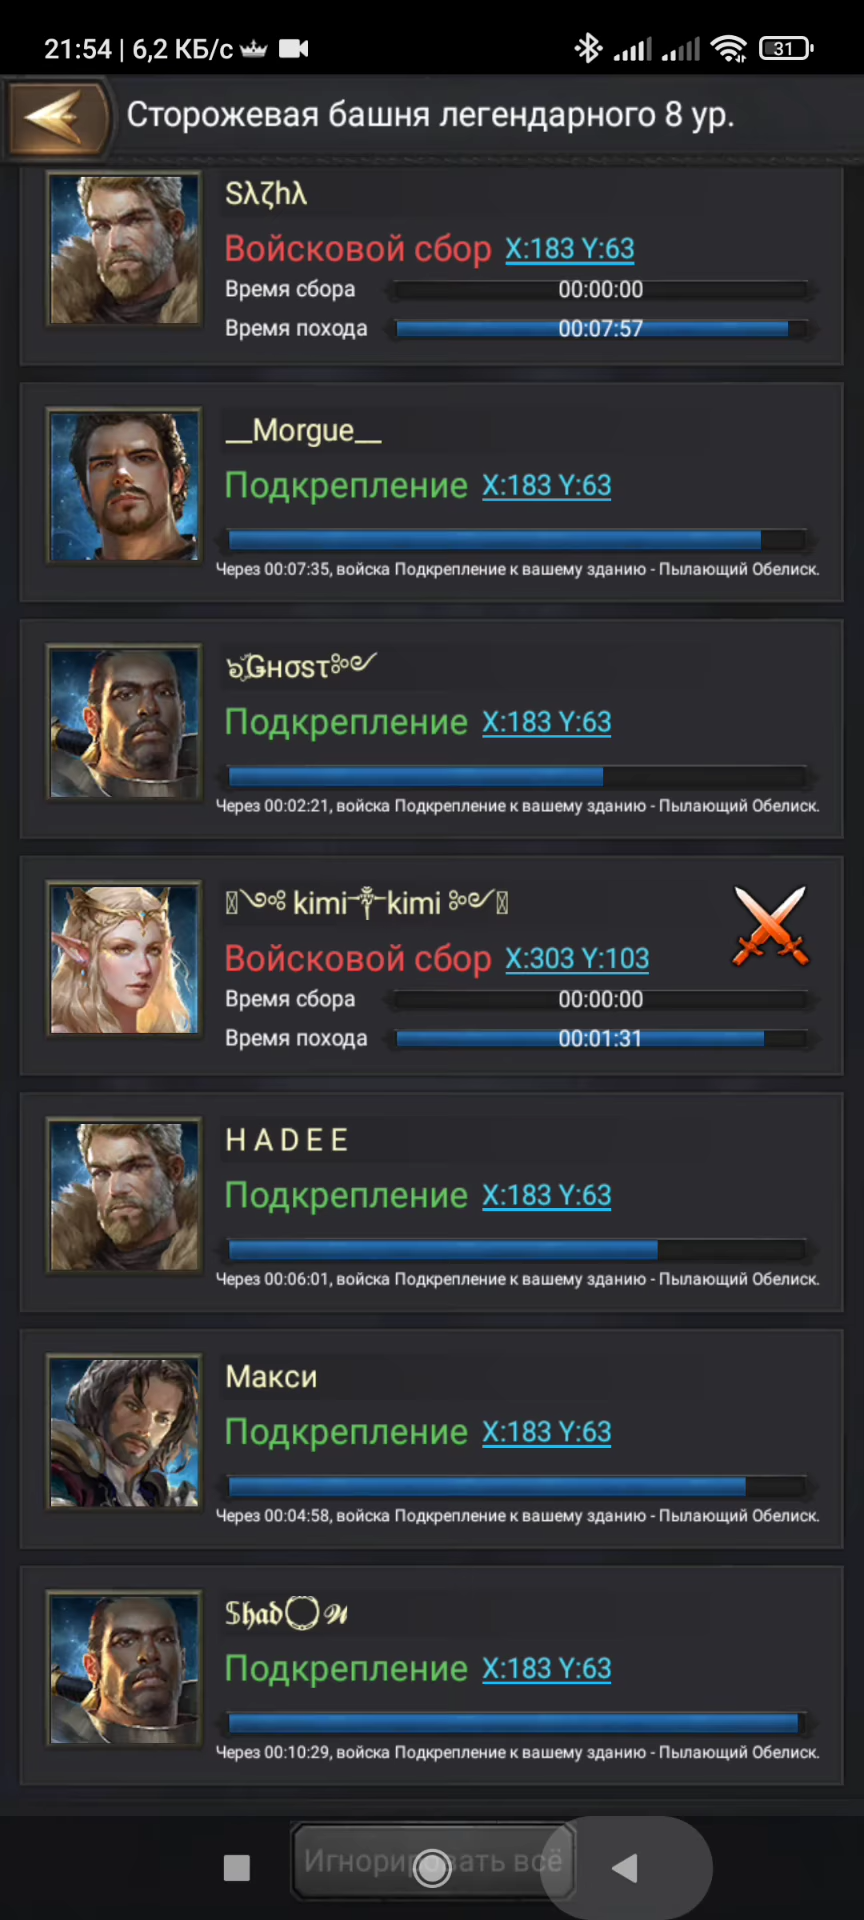 21:54 | 6,2 КБ/с
31
Сторожевая башня легендарного 8 ур.
Sλζhλ
Войсковой сбор X:183 Y:63
Время сбора 00:00:00
Время похода 00:07:57
__Morgue__
Подкрепление X:183 Y:63
Через 00:07:35, войска Подкрепление к вашему зданию - Пылающий Обелиск.
Ǥнσsт
Подкрепление X:183 Y:63
Через 00:02:21, войска Подкрепление к вашему зданию - Пылающий Обелиск.
kimi kimi
Войсковой сбор X:303 Y:103
Время сбора 00:00:00
Время похода 00:01:31
H A D E E
Подкрепление X:183 Y:63
Через 00:06:01, войска Подкрепление к вашему зданию - Пылающий Обелиск.
Макси
Подкрепление X:183 Y:63
Через 00:04:58, войска Подкрепление к вашему зданию - Пылающий Обелиск.
𝕊𝔥𝔞𝔡◯𝓝
Подкрепление X:183 Y:63
Через 00:10:29, войска Подкрепление к вашему зданию - Пылающий Обелиск.
Игнорировать всё